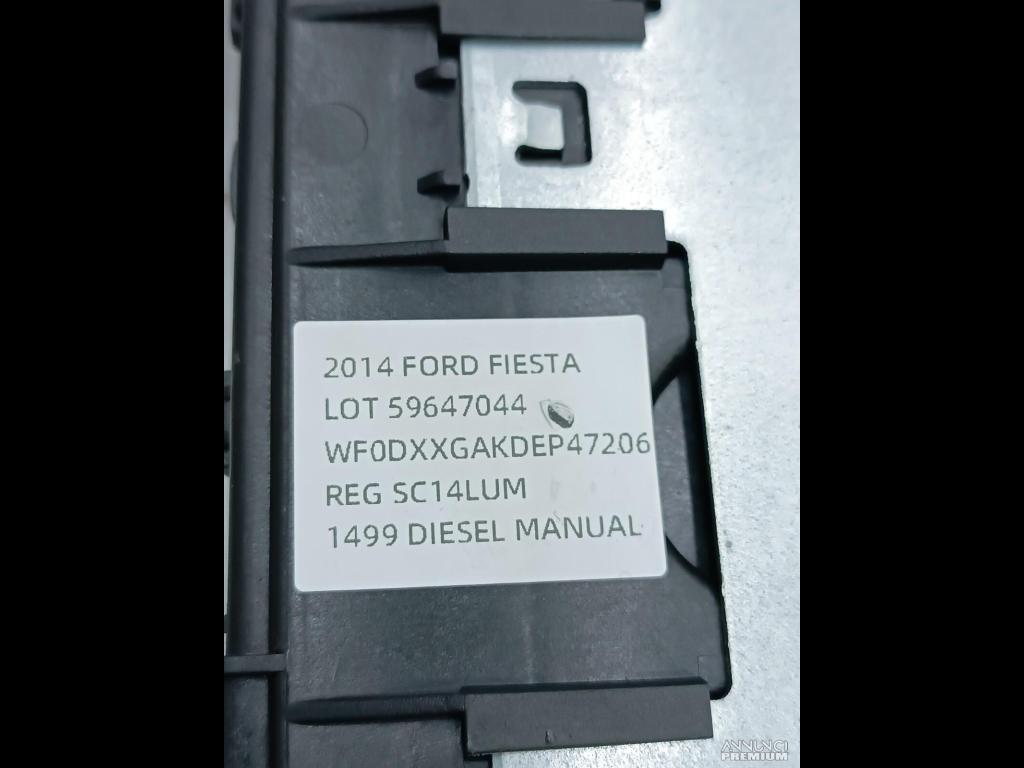 2014 FORD FIESTA
LOT 59647044
WF0DXXGAKDEP47206
REG SC14LUM
1499 DIESEL MANUAL
ANNUNCI
PREMIUM